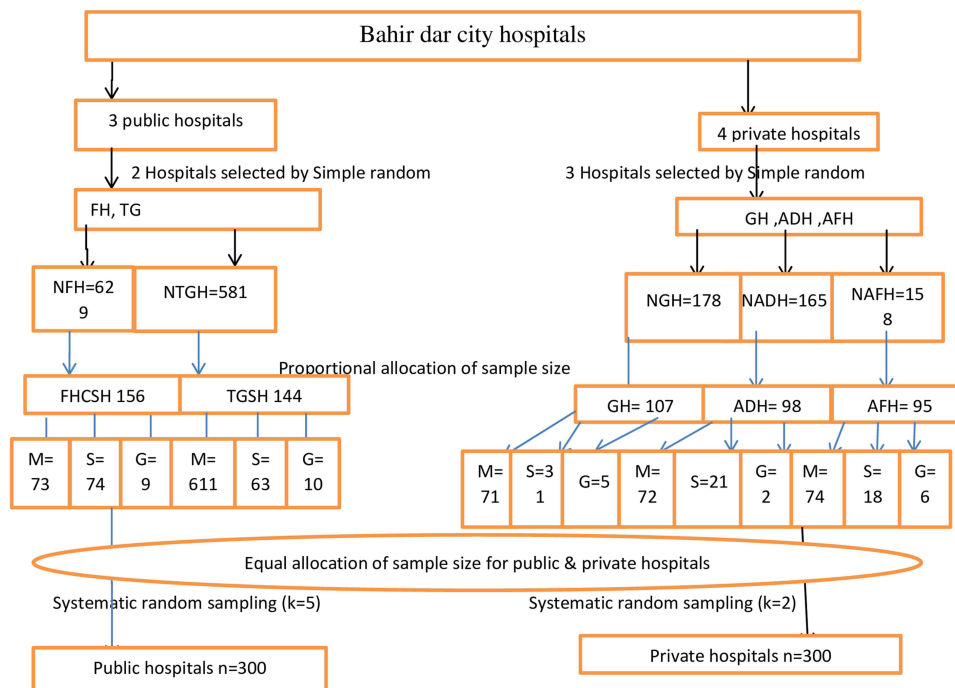 Bahir dar city hospitals
3 public hospitals
4 private hospitals
2 Hospitals selected by Simple random
3 Hospitals selected by Simple random
FH, TG
GH ,ADH ,AFH
NFH=62
9
NTGH=581
NGH=178
NADH=165
NAFH=15
8
Proportional allocation of sample size
FHCSH 156
TGSH 144
GH= 107
ADH= 98
AFH= 95
M=
73
S=
74
G=
9
M=
611
S=
63
G=
10
M=
71
S=3
1
G=5
M=
72
S=21
G=
2
M=
74
S=
18
G=
6
Equal allocation of sample size for public & private hospitals
Systematic random sampling (k=5)
Systematic random sampling (k=2)
Public hospitals n=300
Private hospitals n=300